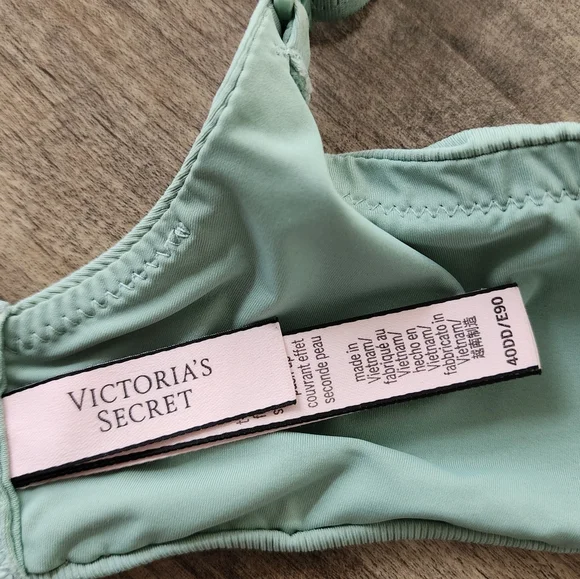 VICTORIA'S
SECRET
couvrant effet
seconde peau
made in
Vietnam/
fabriqué au
Vietnam/
hecho en
Vietnam/
fabricato in
Vietnam/
越南制造
40DD/E90